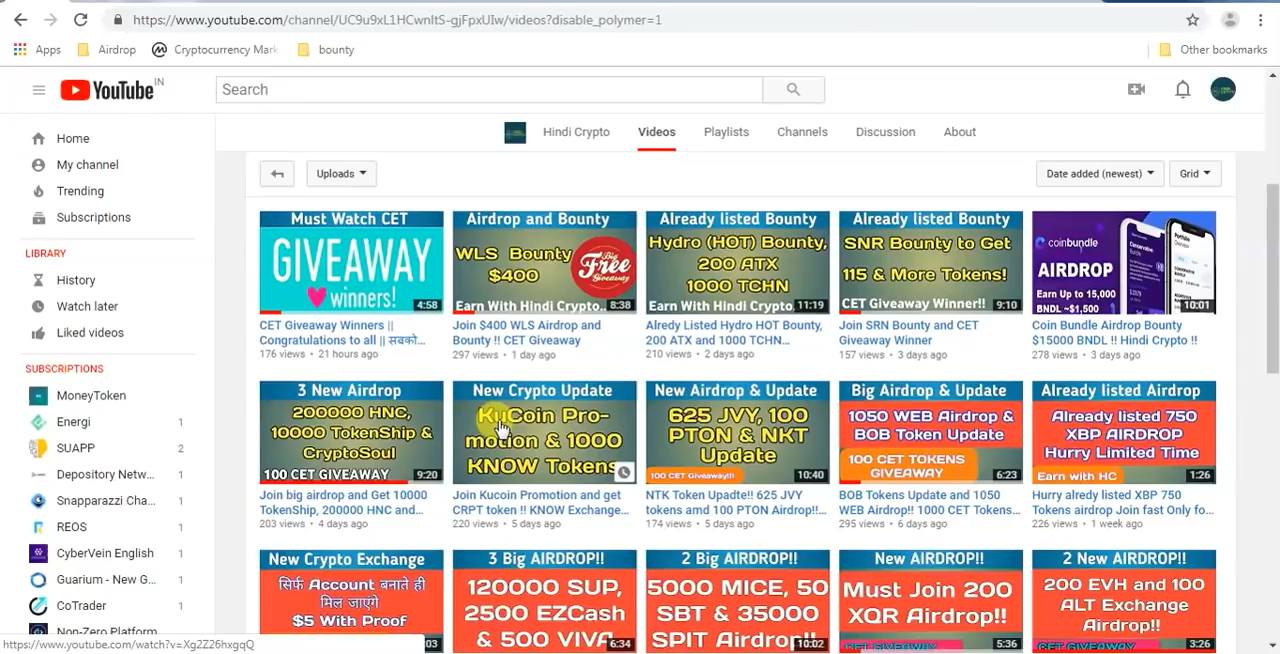 https://www.youtube.com/channel/UC9u9xL1HCwnItS-gjFpxUIw/videos?disable_polymer=1
Apps Airdrop Cryptocurrency Mark bounty Other bookmarks
YouTube IN
Search
Hindi Crypto Videos Playlists Channels Discussion About
Uploads
Date added (newest) Grid
Home
My channel
Trending
Subscriptions
LIBRARY
History
Watch later
Liked videos
SUBSCRIPTIONS
MoneyToken
Energi 1
SUAPP 2
Depository Netw... 1
Snapparazzi Cha... 1
REOS 1
CyberVein English 1
Guarium - New G... 1
CoTrader 1
Non-Zero Platform
https://www.youtube.com/watch?v=Xg2Z26hxgqQ
Must Watch CET
GIVEAWAY
winners!
4:58
CET Giveaway Winners ||
Congratulations to all || सबको...
176 views • 21 hours ago
Airdrop and Bounty
WLS Bounty
$400
Big
Free
Giveaway
Earn With Hindi Crypto
8:38
Join $400 WLS Airdrop and
Bounty !! CET Giveaway
297 views • 1 day ago
Already listed Bounty
Hydro (HOT) Bounty,
200 ATX
1000 TCHN
Earn With Hindi Crypto
11:19
Alredy Listed Hydro HOT Bounty,
200 ATX and 1000 TCHN...
210 views • 2 days ago
Already listed Bounty
SNR Bounty to Get
115 & More Tokens!
CET Giveaway Winner!!
9:10
Join SRN Bounty and CET
Giveaway Winner
157 views • 3 days ago
coinbundle
AIRDROP
Earn Up to 15,000
BNDL ~$1,500
10:01
Coin Bundle Airdrop Bounty
$15000 BNDL !! Hindi Crypto !!
278 views • 3 days ago
3 New Airdrop
200000 HNC,
10000 TokenShip &
CryptoSoul
100 CET GIVEAWAY
9:20
Join big airdrop and Get 10000
TokenShip, 200000 HNC and...
203 views • 4 days ago
New Crypto Update
KuCoin Pro-
motion & 1000
KNOW Tokens
Join Kucoin Promotion and get
CRPT token !! KNOW Exchange...
220 views • 5 days ago
New Airdrop & Update
625 JVY, 100
PTON & NKT
Update
100 CET Giveaway!!!
10:40
NTK Token Upadte!! 625 JVY
tokens amd 100 PTON Airdrop!!...
174 views • 5 days ago
Big Airdrop & Update
1050 WEB Airdrop &
BOB Token Update
100 CET TOKENS
GIVEAWAY
6:23
BOB Tokens Update and 1050
WEB Airdrop!! 1000 CET Tokens...
295 views • 6 days ago
Already listed Airdrop
Already listed 750
XBP AIRDROP
Hurry Limited Time
Earn with HC
1:26
Hurry alredy listed XBP 750
Tokens airdrop Join fast Only fo...
226 views • 1 week ago
New Crypto Exchange
सिर्फ Account बनाते ही
मिल जाएंगे
$5 With Proof
:03
3 Big AIRDROP!!
120000 SUP,
2500 EZCash
& 500 VIVA
6:34
2 Big AIRDROP!!
5000 MICE, 50
SBT & 35000
SPIT Airdrop!
10:02
New AIRDROP!!
Must Join 200
XQR Airdrop!!
5:36
2 New AIRDROP!!
200 EVH and 100
ALT Exchange
Airdrop!!
3:26